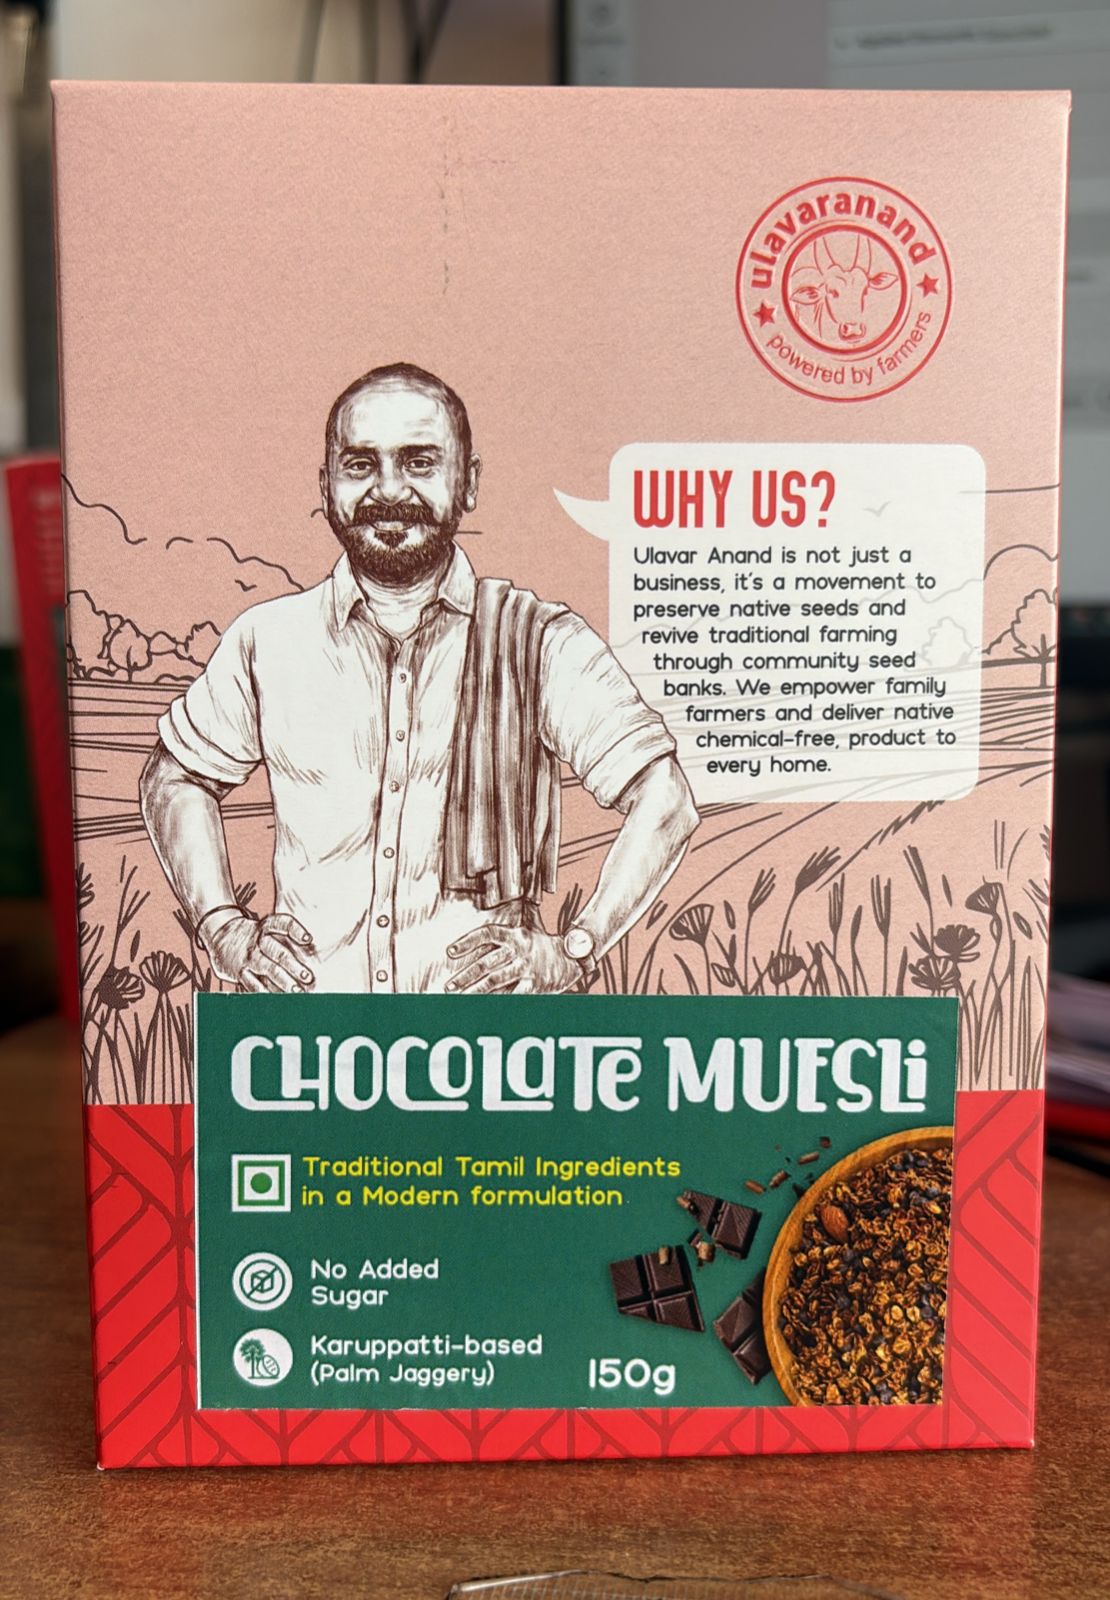 ulavaranand
powered by farmers
WHY US?
Ulavar Anand is not just a
business, it's a movement to
preserve native seeds and
revive traditional farming
through community seed
banks. We empower family
farmers and deliver native
chemical-free, product to
every home.
CHOCOLATE MUESLI
Traditional Tamil Ingredients
in a Modern formulation
No Added
Sugar
Karuppatti-based
(Palm Jaggery)
150g